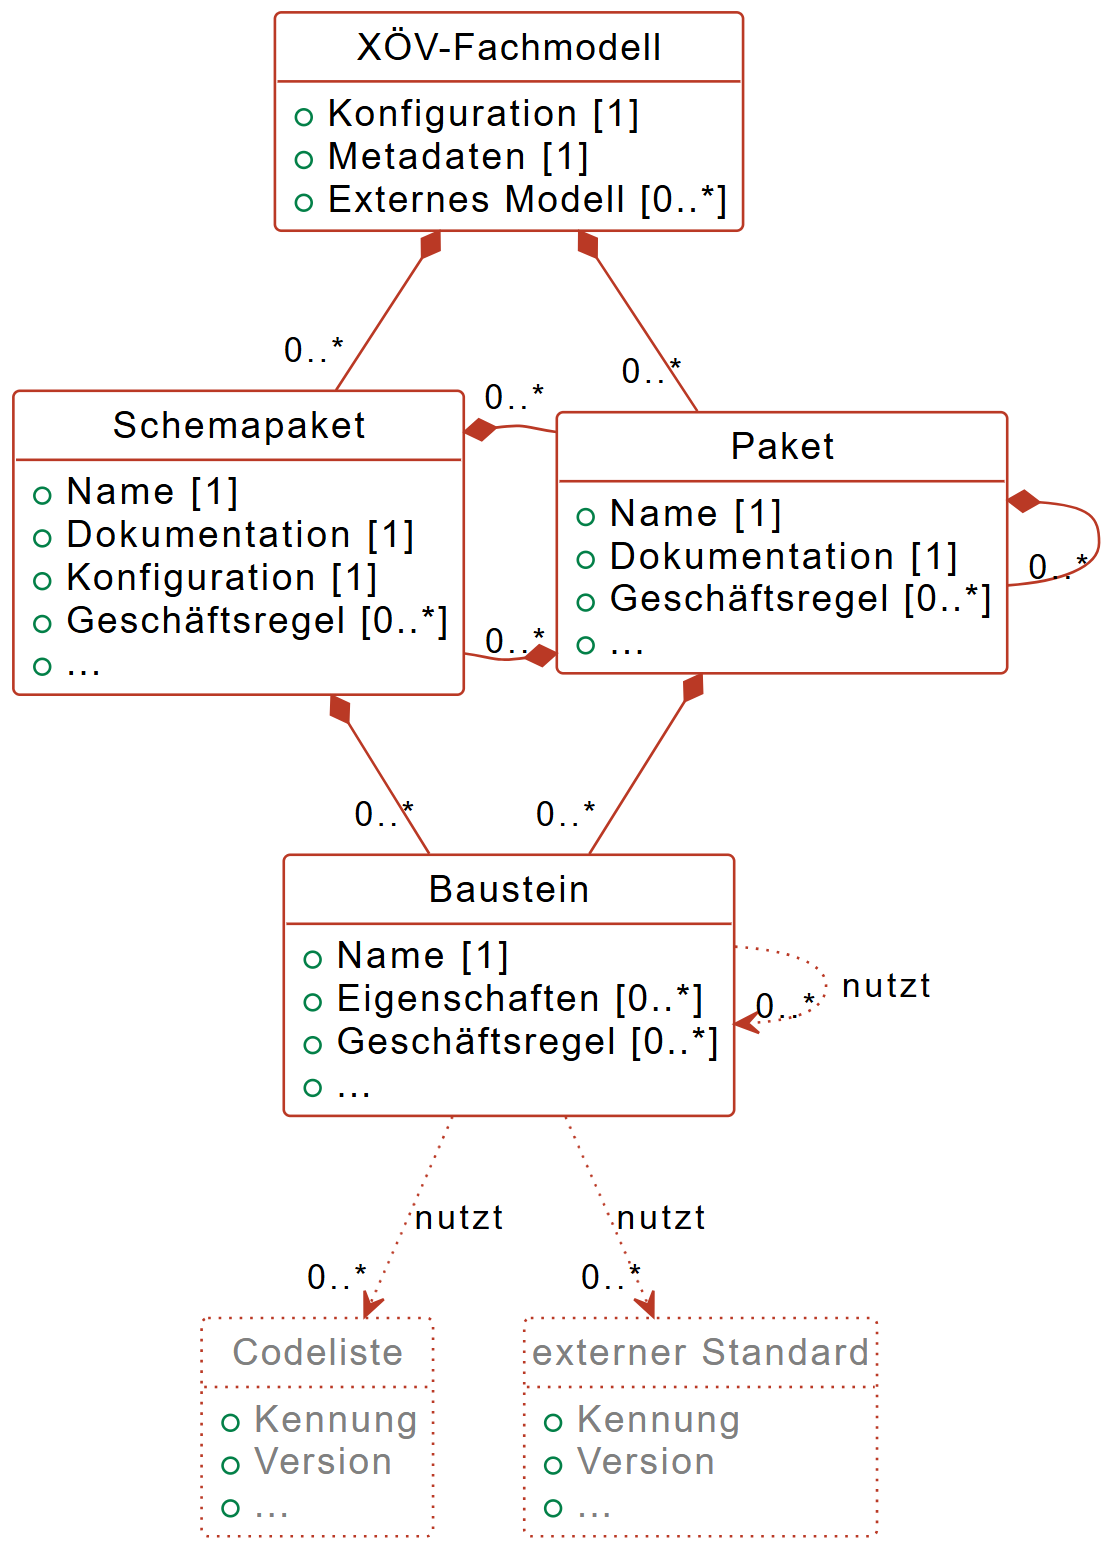 XÖV-Fachmodell
Konfiguration [1]
Metadaten [1]
Externes Modell [0..*]
0..*
0..*
Schemapaket
Name [1]
Dokumentation [1]
Konfiguration [1]
Geschäftsregel [0..*]
...
0..*
0..*
Paket
Name [1]
Dokumentation [1]
Geschäftsregel [0..*]
...
0..*
0..*
0..*
Baustein
Name [1]
Eigenschaften [0..*]
Geschäftsregel [0..*]
...
0..*
nutzt
nutzt
nutzt
0..*
0..*
Codeliste
Kennung
Version
...
externer Standard
Kennung
Version
...